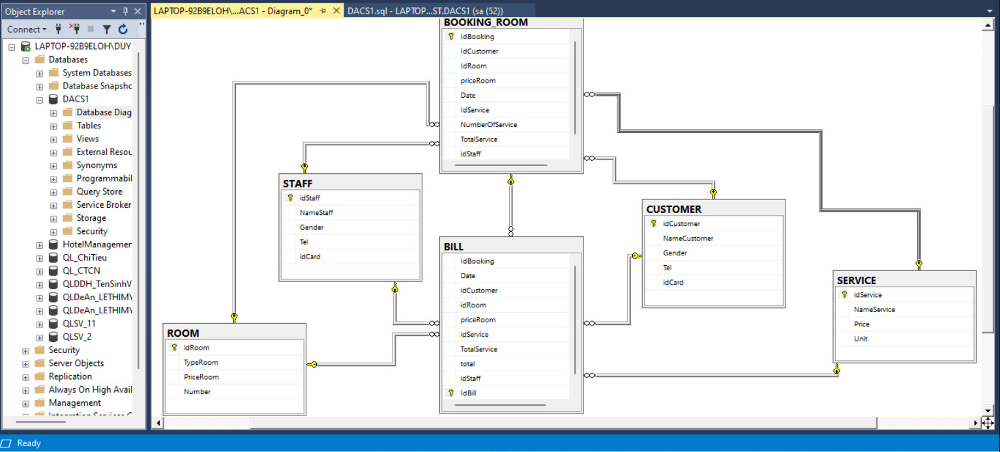 Object Explorer
Connect
LAPTOP-92B9ELOH\DUY
Databases
System Databases
Database Snapshc
DACS1
Database Diag
Tables
Views
External Resou
Synonyms
Programmabil
Query Store
Service Broker
Storage
Security
HotelManagemer
QL_ChiTieu
QL_CTCN
QLDDH_TenSinhV
QLDeAn_LETHIMY
QLDeAn_LETHIMY
QLSV_11
QLSV_2
Security
Server Objects
Replication
Always On High Avail
Management
Integration Services C
LAPTOP-92B9ELOH\...ACS1 - Diagram_0*
DACS1.sql - LAPTOP...ST.DACS1 (sa (52))
BOOKING_ROOM
IdBooking
IdCustomer
IdRoom
priceRoom
Date
IdService
NumberOfService
TotalService
idStaff
STAFF
idStaff
NameStaff
Gender
Tel
idCard
CUSTOMER
idCustomer
NameCustomer
Gender
Tel
idCard
BILL
IdBooking
Date
idCustomer
idRoom
priceRoom
idService
TotalService
total
idStaff
IdBill
SERVICE
idService
NameService
Price
Unit
ROOM
idRoom
TypeRoom
PriceRoom
Number
Ready